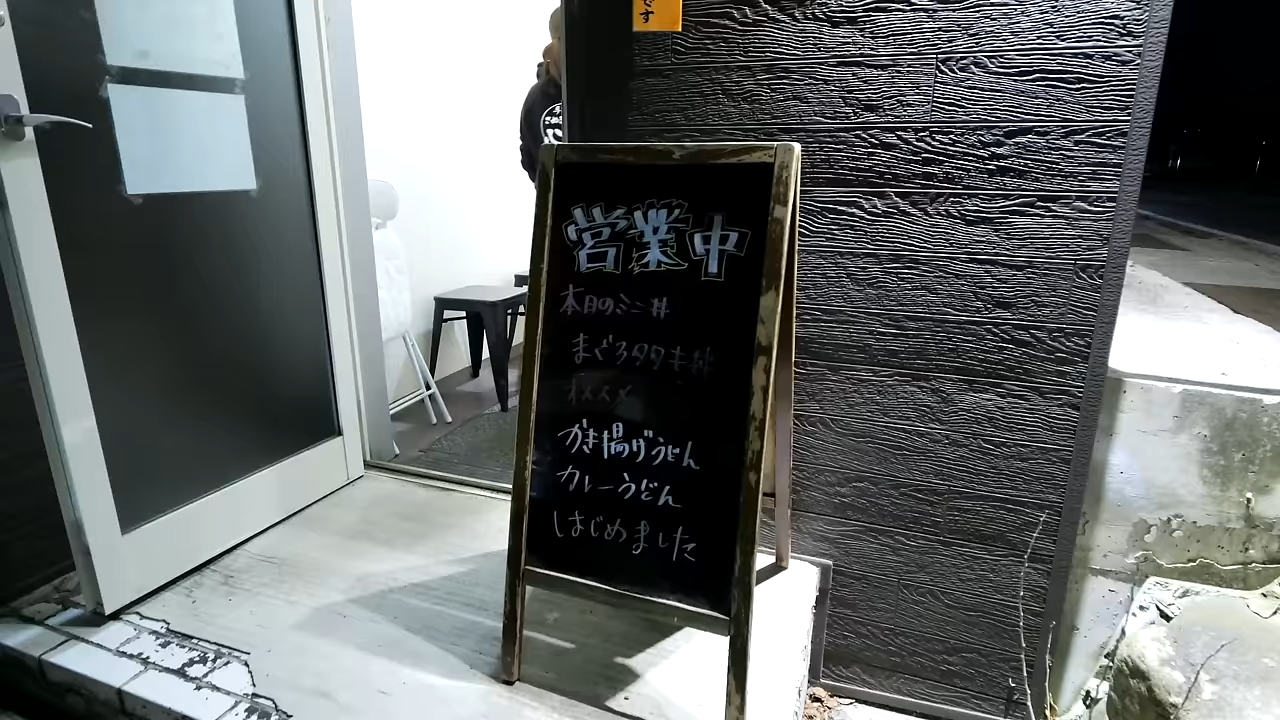 です
営業中
本日のミニ丼
まぐろタタキ丼
オススメ
かき揚げうどん
カレーうどん
はじめました